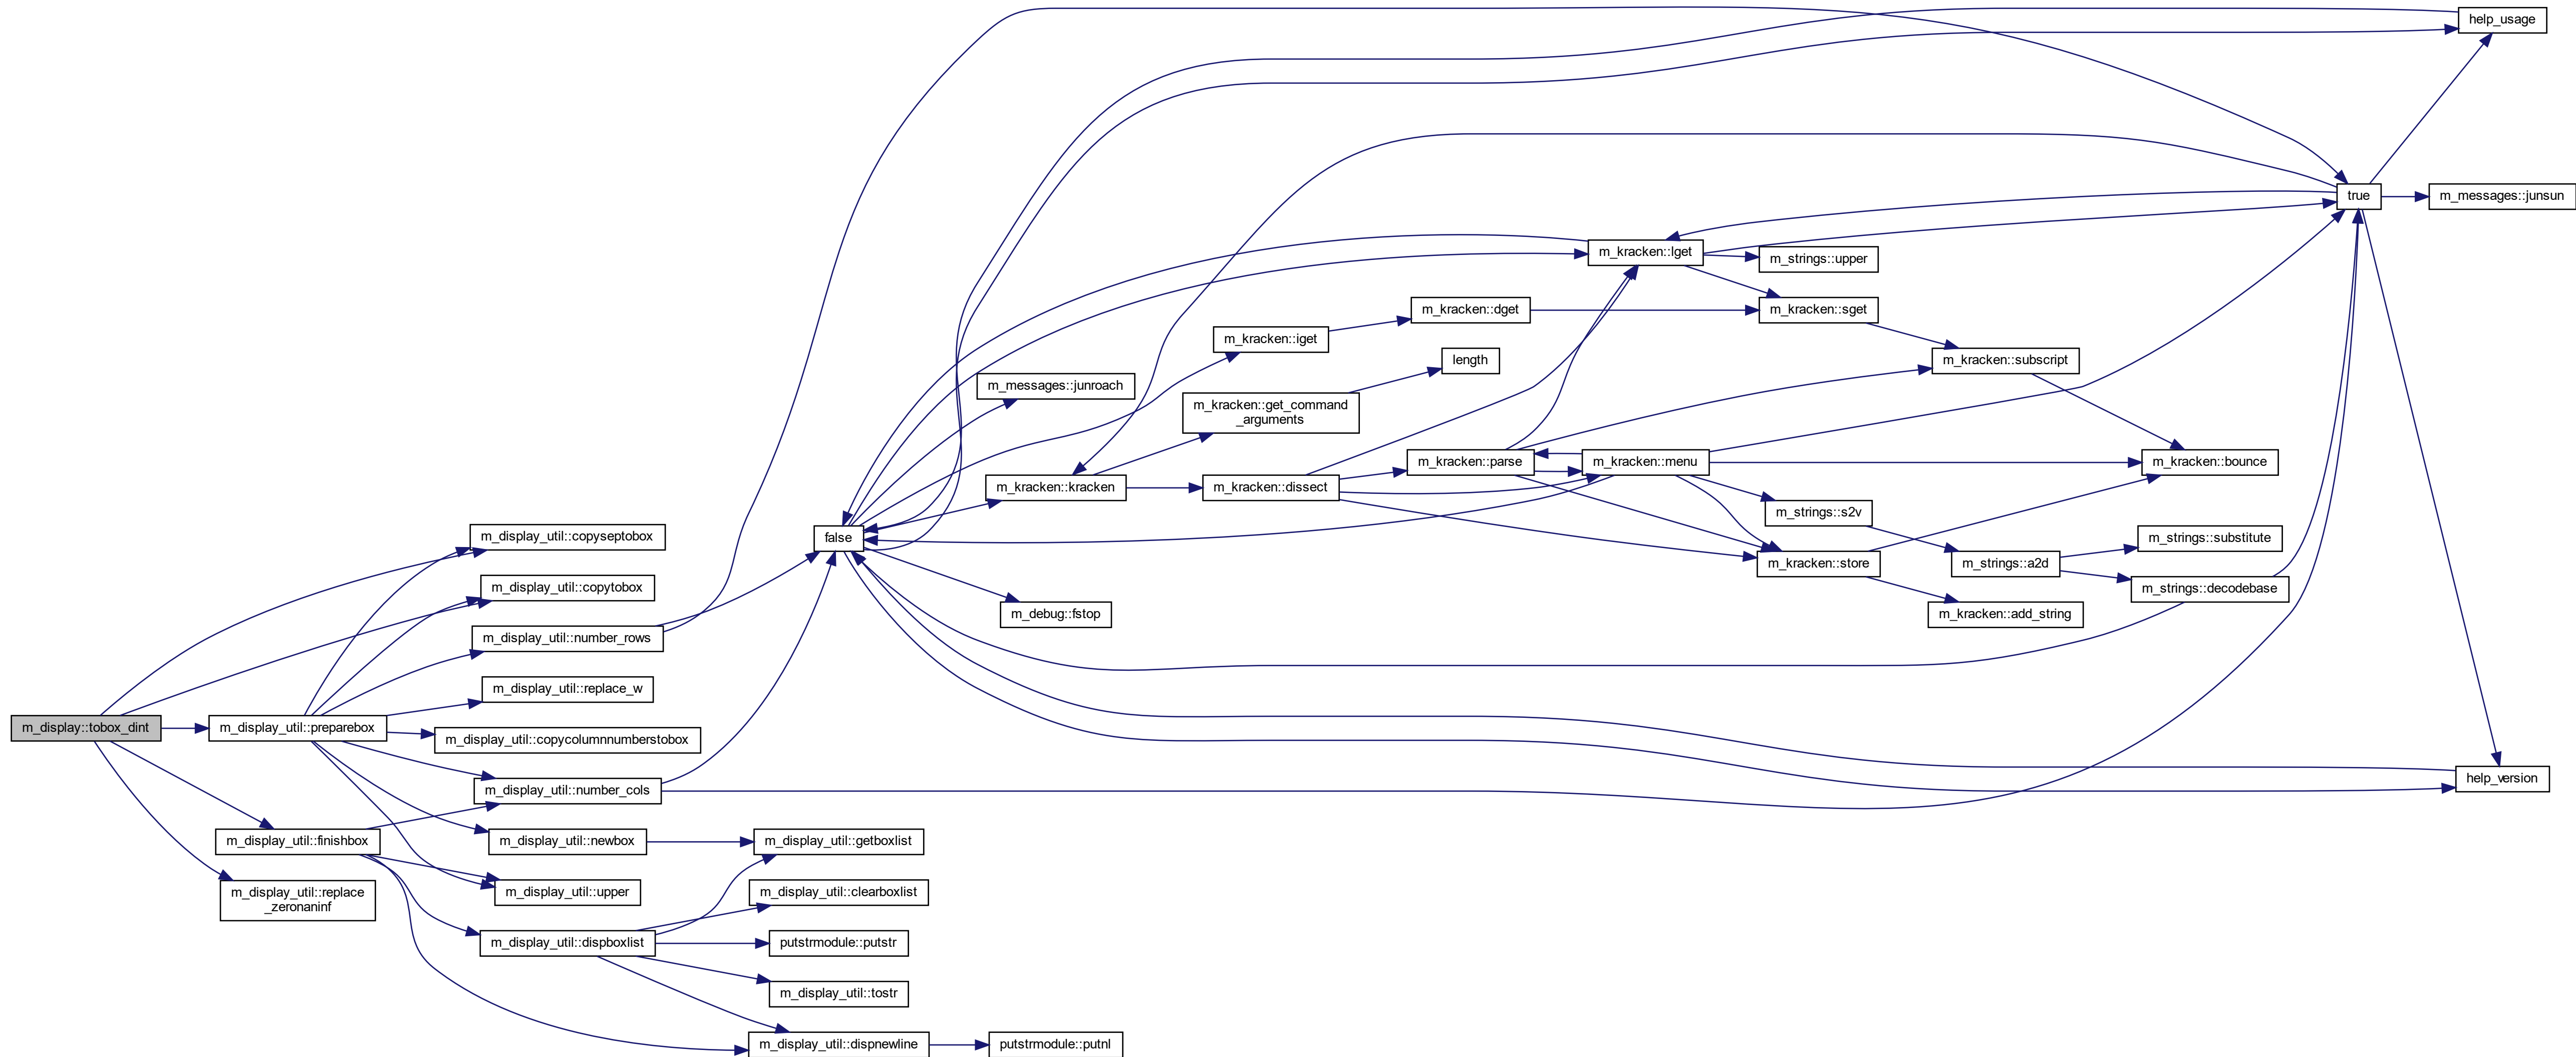 help_usage
true
m_messages::junsun
m_kracken::lget
m_strings::upper
m_kracken::dget
m_kracken::sget
m_kracken::iget
length
m_kracken::subscript
m_messages::junroach
m_kracken::get_command
_arguments
m_kracken::parse
m_kracken::menu
m_kracken::bounce
m_kracken::kracken
m_kracken::dissect
m_strings::s2v
false
m_display_util::copyseptobox
m_strings::substitute
m_kracken::store
m_strings::a2d
m_display_util::copytobox
m_strings::decodebase
m_debug::fstop
m_kracken::add_string
m_display_util::number_rows
m_display_util::replace_w
m_display::tobox_dint
m_display_util::preparebox
m_display_util::copycolumnnumberstobox
help_version
m_display_util::number_cols
m_display_util::finishbox
m_display_util::newbox
m_display_util::getboxlist
m_display_util::replace
_zeronaninf
m_display_util::upper
m_display_util::clearboxlist
m_display_util::dispboxlist
putstrmodule::putstr
m_display_util::tostr
m_display_util::dispnewline
putstrmodule::putnl